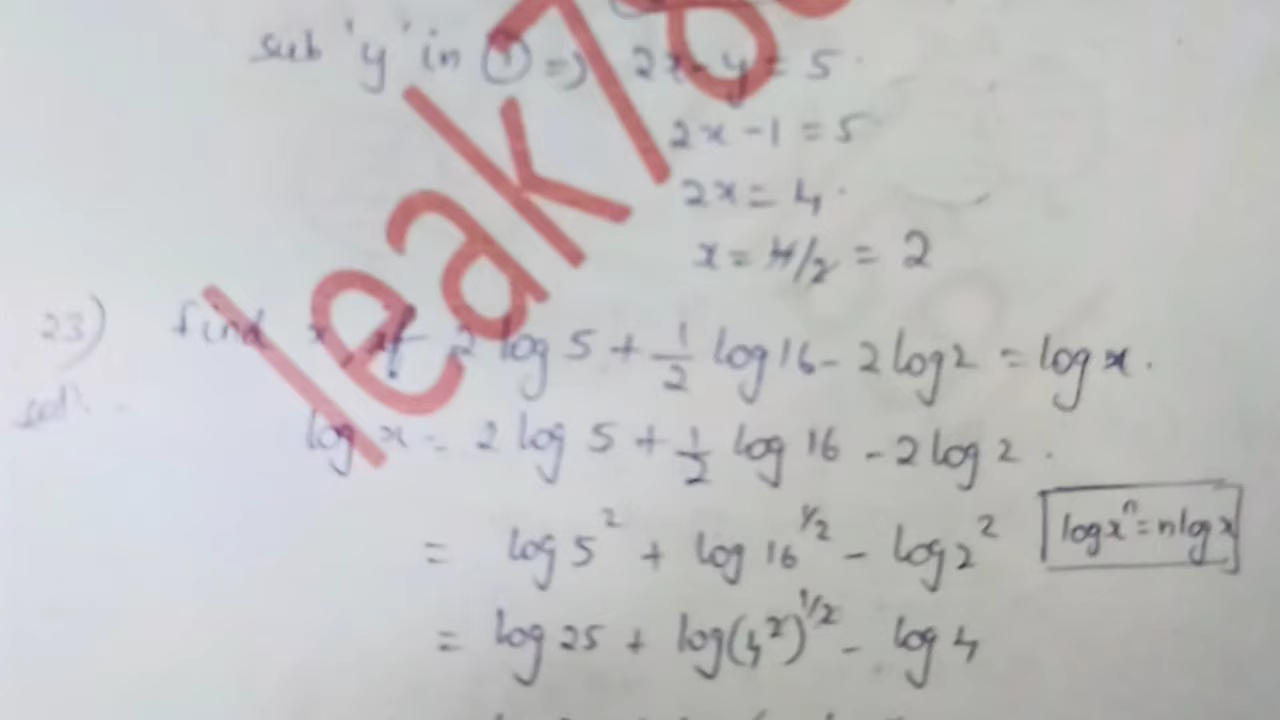 sub 'y' in ① => 2x - y = 5.
2x - 1 = 5
2x = 4.
x = 4/2 = 2
23) find x, if 2 log 5 + 1/2 log 16 - 2 log 2 = log x.
sol:- log x = 2 log 5 + 1/2 log 16 - 2 log 2.
= log 5² + log 16^1/2 - log 2² log xⁿ = n log x
= log 25 + log(4²)^1/2 - log 4